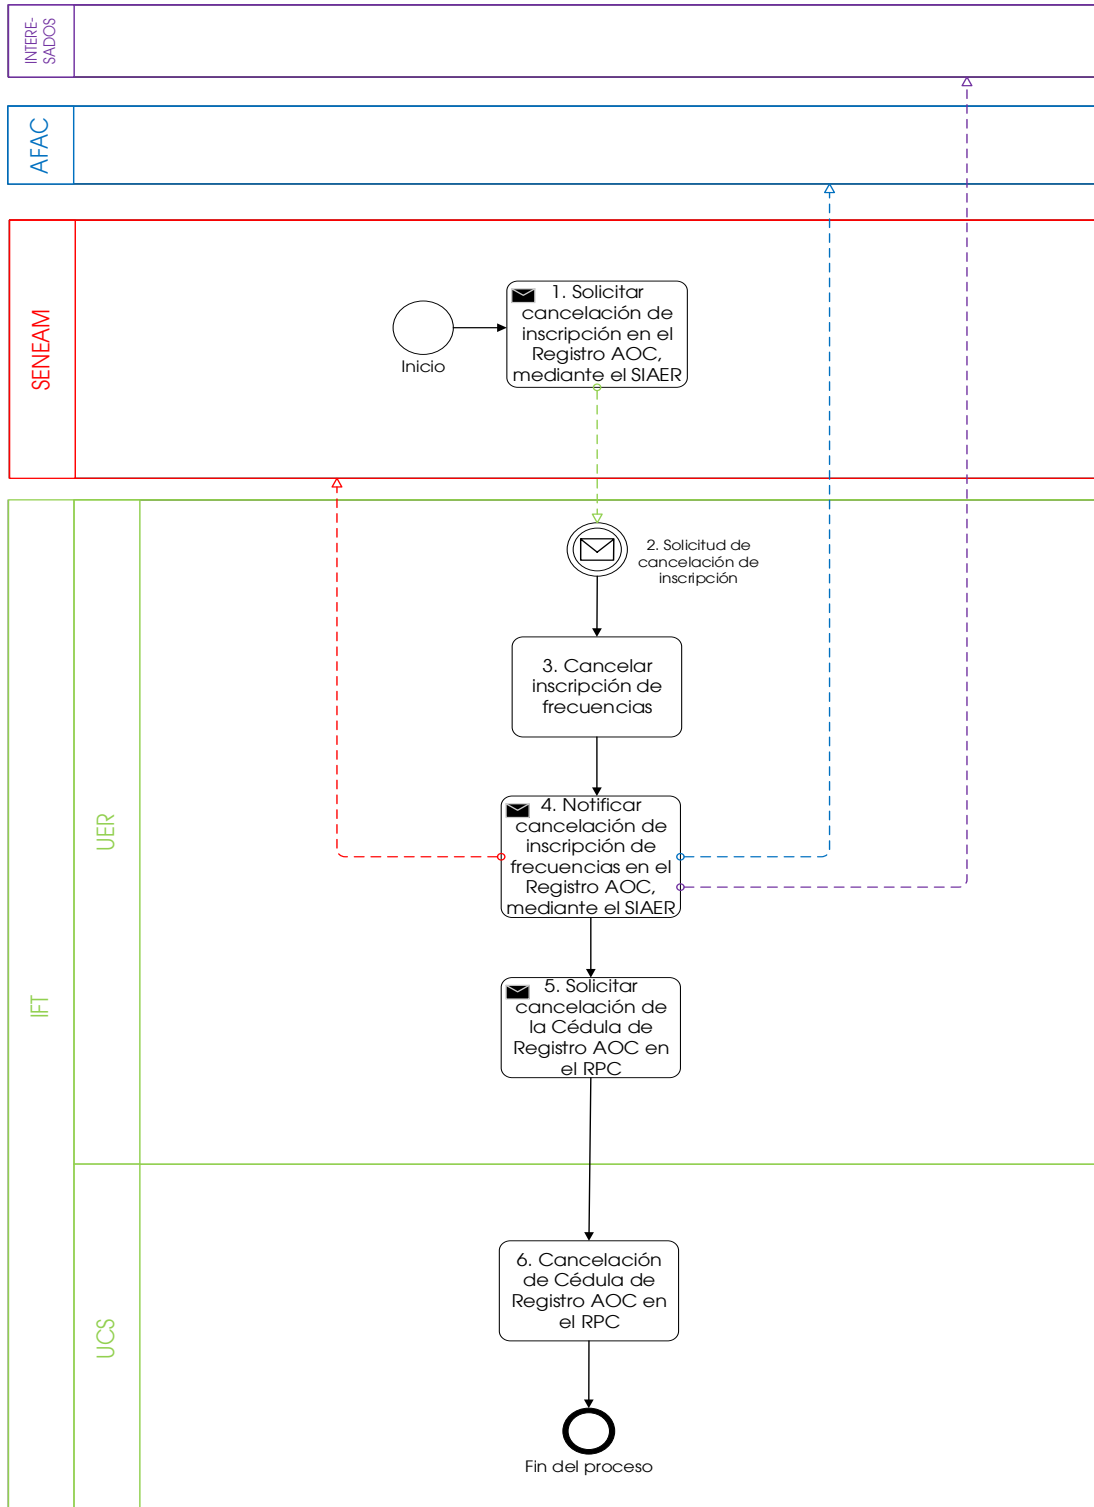 INTERE-
SADOS
AFAC
SENEAM
1. Solicitar
cancelación de
inscripción en el
Registro AOC,
mediante el SIAER
Inicio
IFT
UER
2. Solicitud de
cancelación de
inscripción
3. Cancelar
inscripción de
frecuencias
4. Notificar
cancelación de
inscripción de
frecuencias en el
Registro AOC,
mediante el SIAER
5. Solicitar
cancelación de
la Cédula de
Registro AOC en
el RPC
UCS
6. Cancelación
de Cédula de
Registro AOC en
el RPC
Fin del proceso